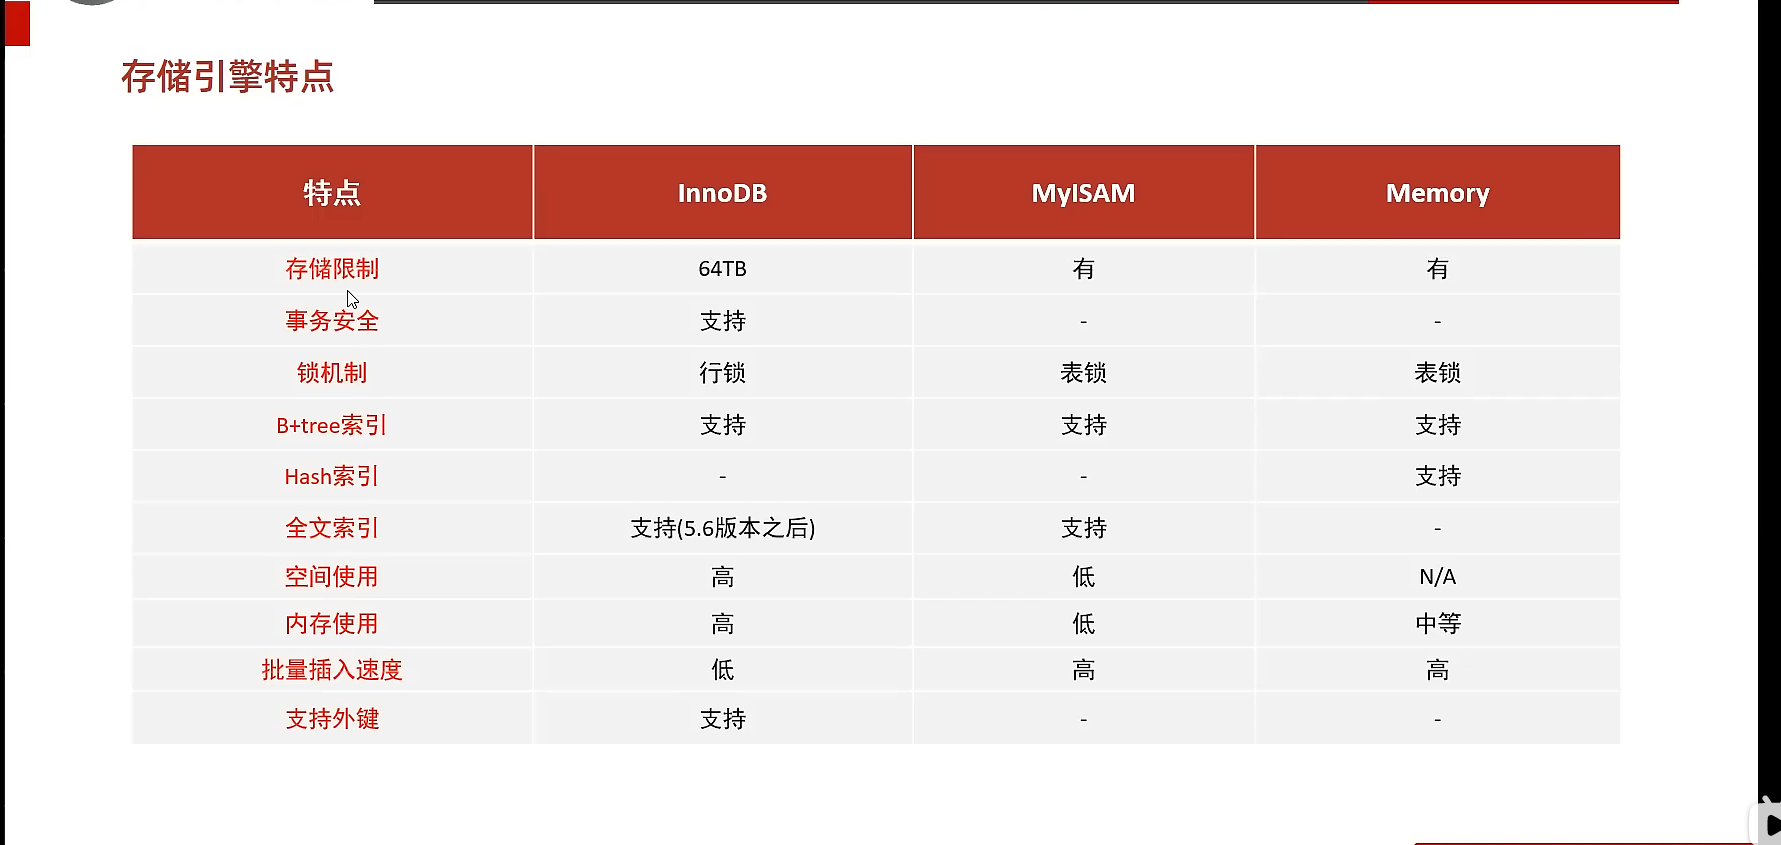 存储引擎特点
特点 InnoDB MyISAM Memory
存储限制 64TB 有 有
事务安全 支持 - -
锁机制 行锁 表锁 表锁
B+tree索引 支持 支持 支持
Hash索引 - - 支持
全文索引 支持(5.6版本之后) 支持 -
空间使用 高 低 N/A
内存使用 高 低 中等
批量插入速度 低 高 高
支持外键 支持 - -